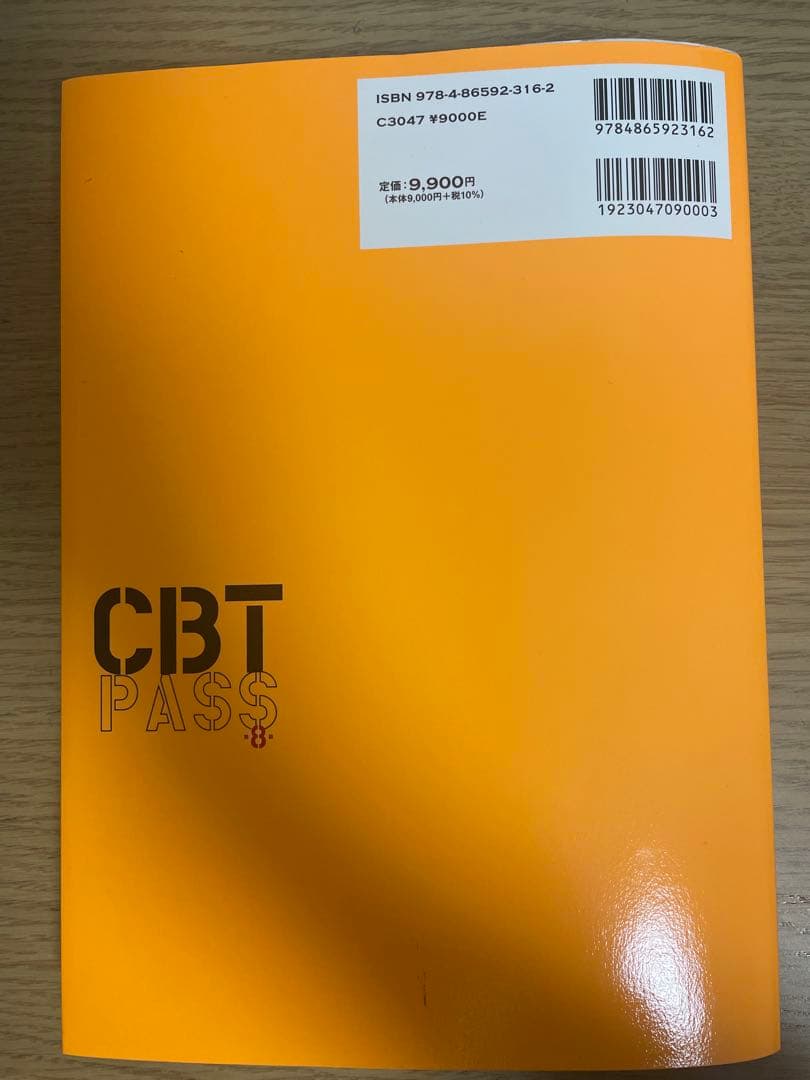 ISBN 978-4-86592-316-2
C3047 ¥9000E
9784865923162
定価：9,900円
（本体9,000円＋税10％）
1923047090003
CBT
PASS
·8·